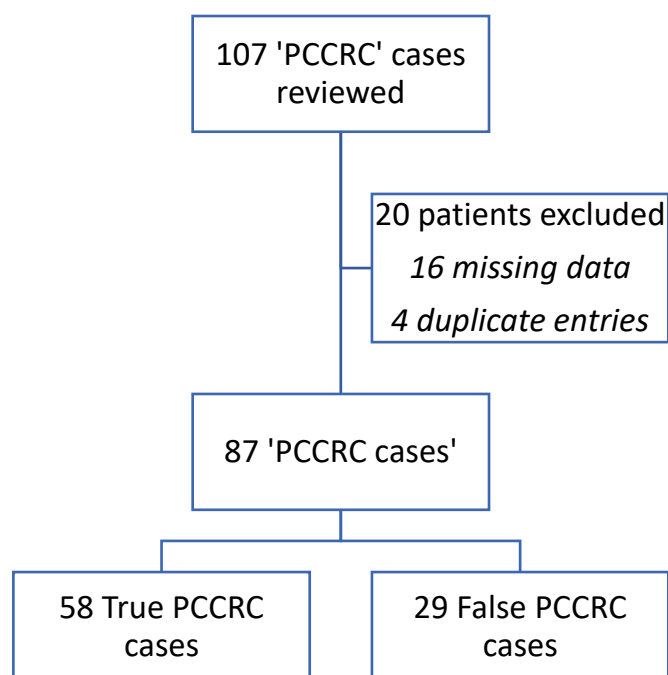 107 'PCCRC' cases
reviewed
20 patients excluded
16 missing data
4 duplicate entries
87 'PCCRC cases'
58 True PCCRC
cases
29 False PCCRC
cases